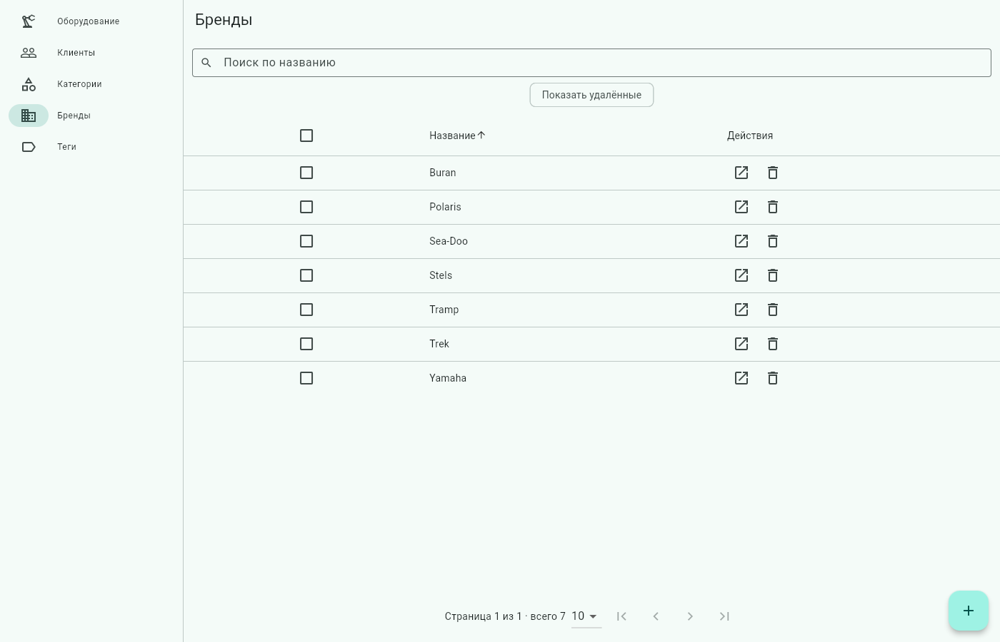 Оборудование
Клиенты
Категории
Бренды
Теги
Бренды
Поиск по названию
Показать удалённые
Название Действия
Buran
Polaris
Sea-Doo
Stels
Tramp
Trek
Yamaha
Страница 1 из 1 · всего 7 10